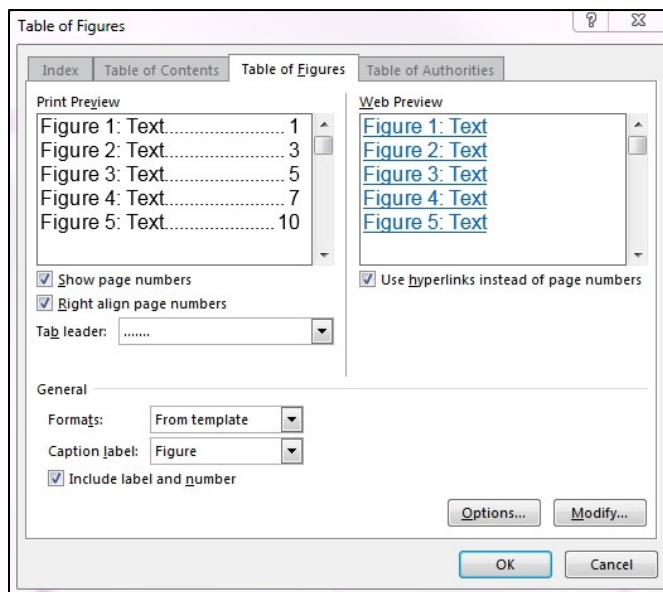 Table of Figures
Index Table of Contents Table of Figures Table of Authorities
Print Preview
Figure 1: Text........................ 1
Figure 2: Text........................ 3
Figure 3: Text........................ 5
Figure 4: Text........................ 7
Figure 5: Text...................... 10
Web Preview
Figure 1: Text
Figure 2: Text
Figure 3: Text
Figure 4: Text
Figure 5: Text
Show page numbers
Right align page numbers
Tab leader: .......
Use hyperlinks instead of page numbers
General
Formats: From template
Caption label: Figure
Include label and number
Options... Modify...
OK Cancel